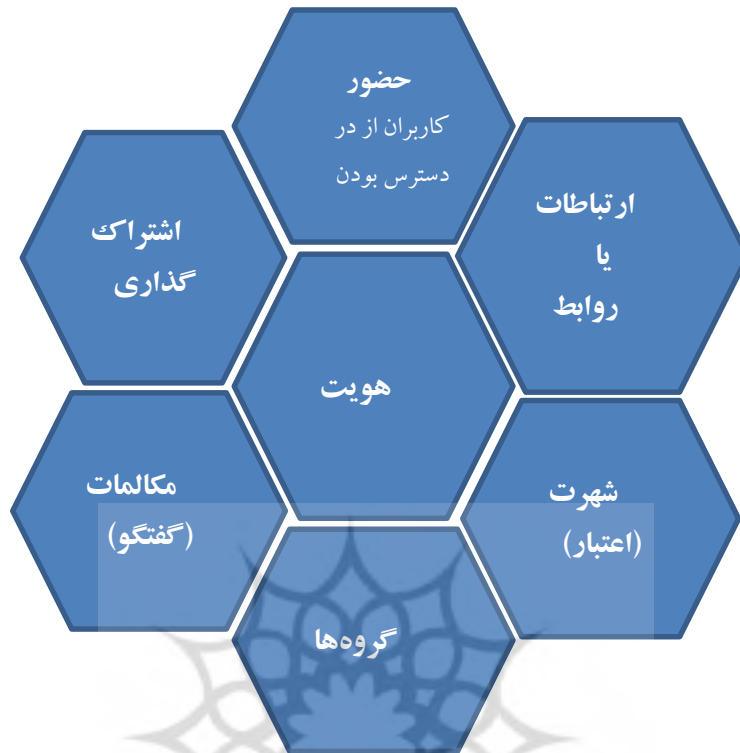 حضور
کاربران از در
دسترس بودن
ارتباطات
یا
روابط
اشتراک
گذاری
هویت
شهرت
(اعتبار)
مکالمات
(گفتگو)
گروه‌ها